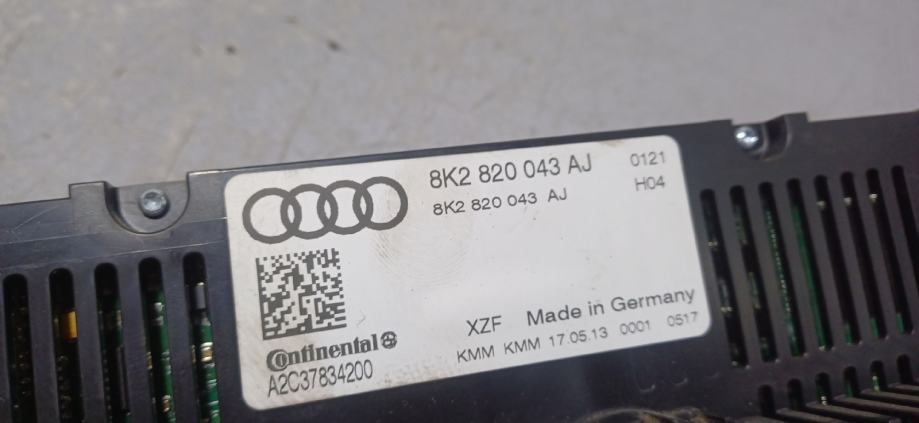 8K2 820 043 AJ 0121
8K2 820 043 AJ H04
XZF Made in Germany
KMM KMM 17.05.13 0001 0517
Continental
A2C37834200